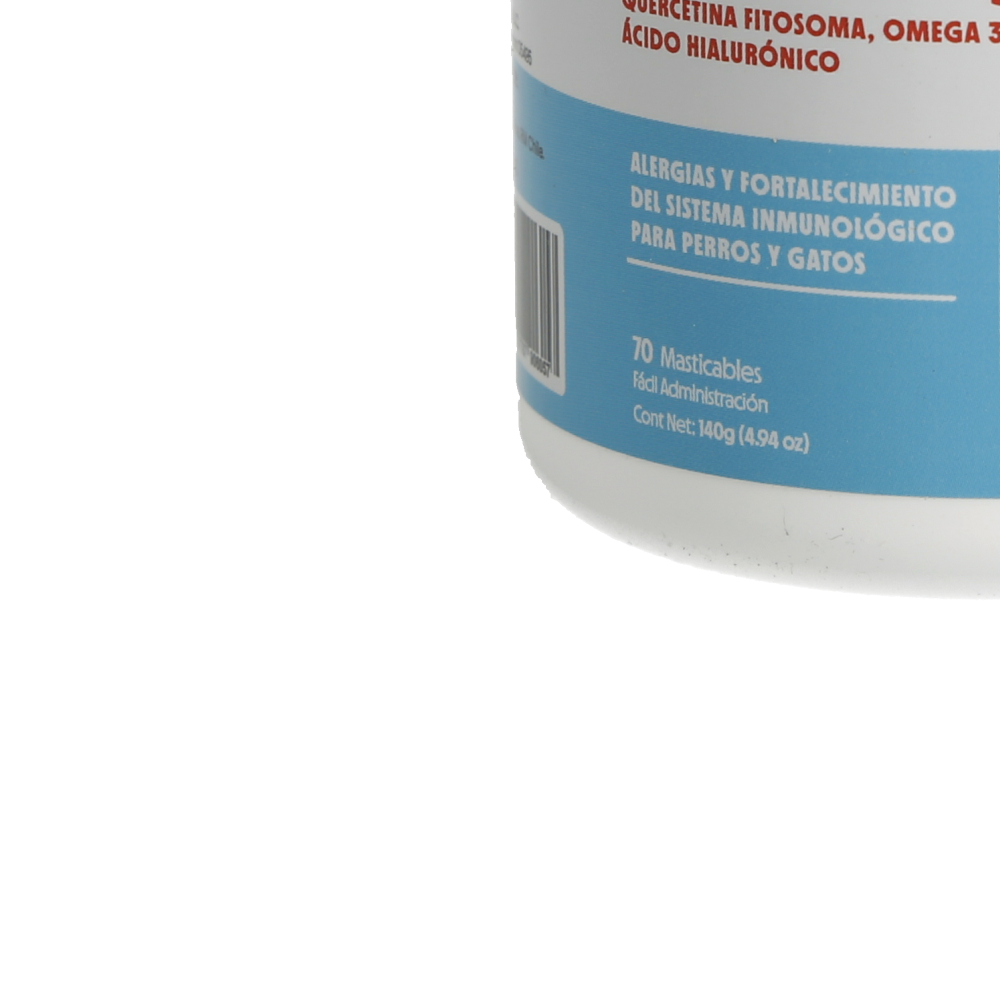 QUERCETINA FITOSOMA, OMEGA 3
ÁCIDO HIALURÓNICO
ALERGIAS Y FORTALECIMIENTO
DEL SISTEMA INMUNOLÓGICO
PARA PERROS Y GATOS
70 Masticables
Fácil Administración
Cont Net: 140g (4.94 oz)
Chile